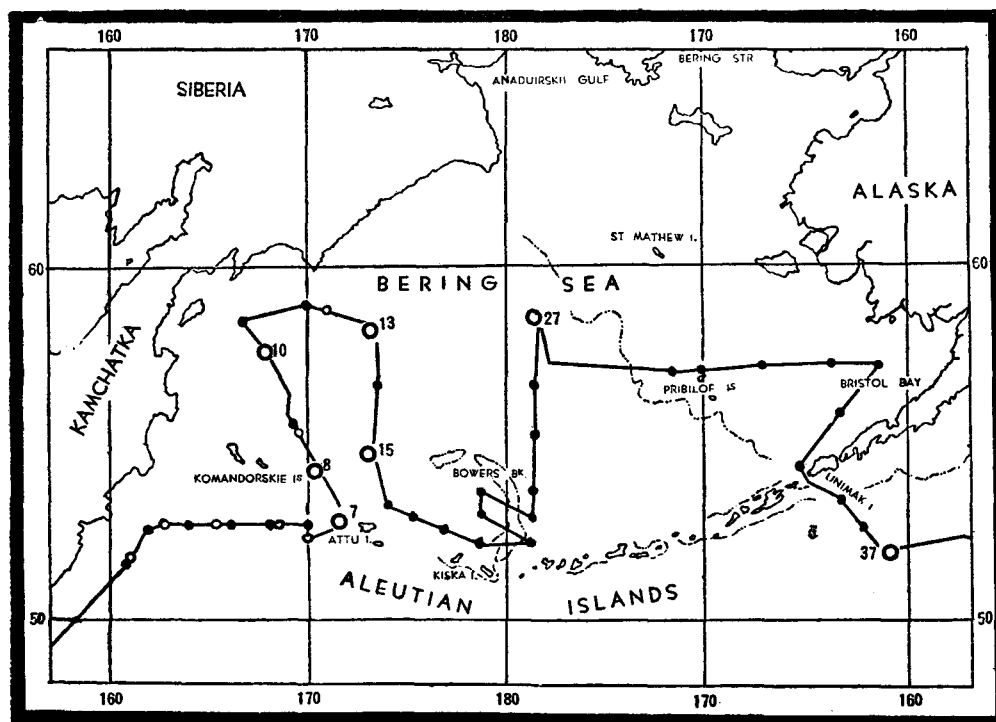 160 170 180 170 160
BERING STR
ANADUIRSKII GULF
SIBERIA
ALASKA
ST MATHEW I.
60 60
BERING SEA
27
13
10
KAMCHATKA
BRISTOL BAY
PRIBILOF IS
15
8
BOWERS BK.
KOMANDORSKIE IS
UNIMAK I
7
ATTU I.
37
KISKA I.
ALEUTIAN ISLANDS
50 50
160 170 180 170 160